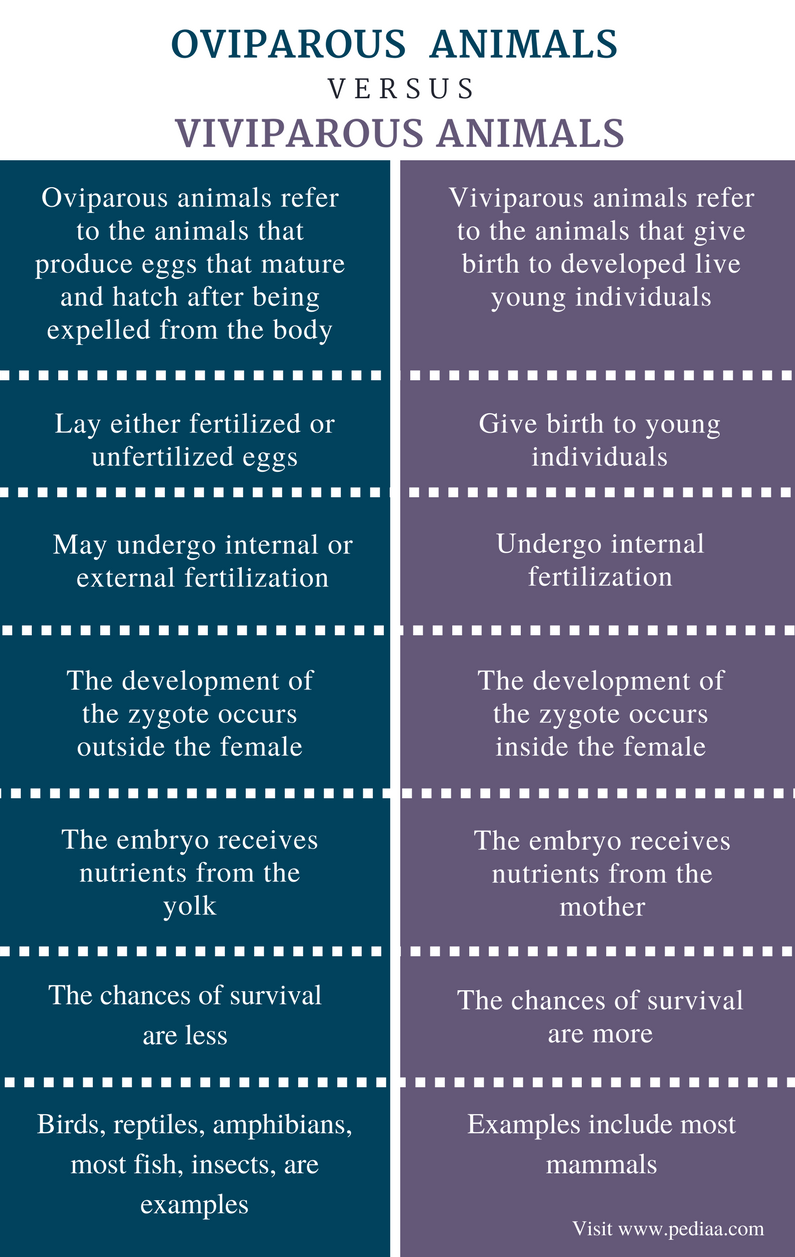 OVIPAROUS ANIMALS
VERSUS
VIVIPAROUS ANIMALS
Oviparous animals refer
to the animals that
produce eggs that mature
and hatch after being
expelled from the body
Viviparous animals refer
to the animals that give
birth to developed live
young individuals
Lay either fertilized or
unfertilized eggs
Give birth to young
individuals
May undergo internal or
external fertilization
Undergo internal
fertilization
The development of
the zygote occurs
outside the female
The development of
the zygote occurs
inside the female
The embryo receives
nutrients from the
yolk
The embryo receives
nutrients from the
mother
The chances of survival
are less
The chances of survival
are more
Birds, reptiles, amphibians,
most fish, insects, are
examples
Examples include most
mammals
Visit www.pediaa.com